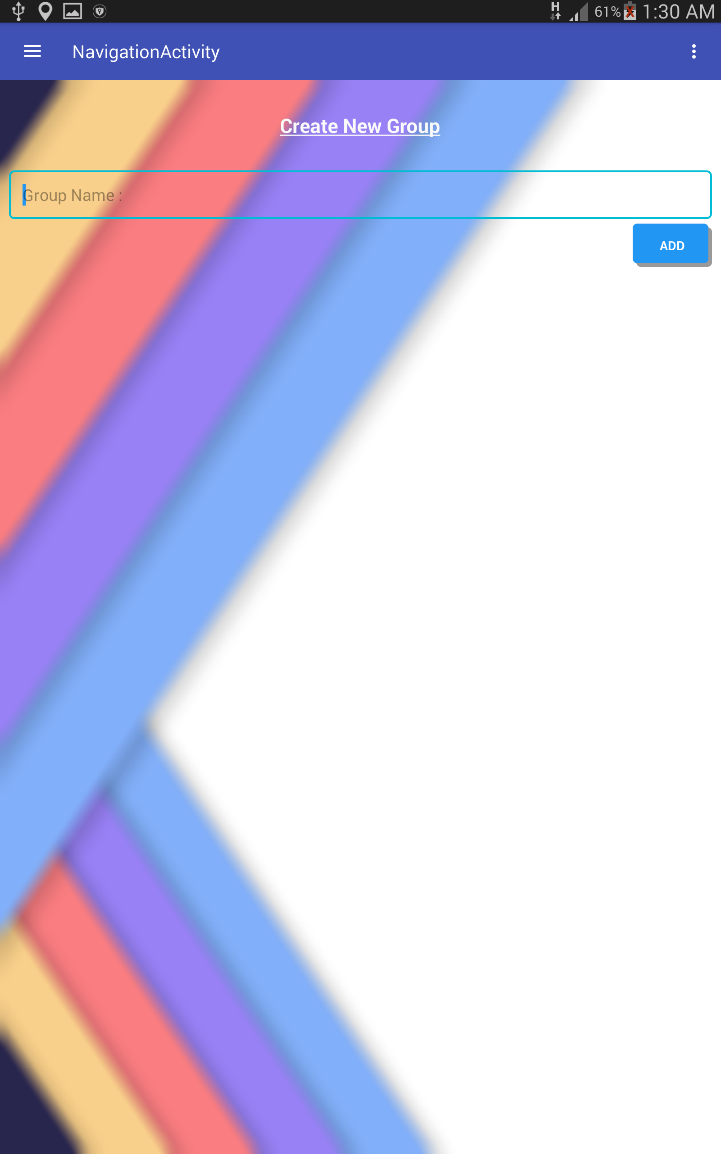 H 61% 1:30 AM
NavigationActivity
Create New Group
Group Name :
ADD